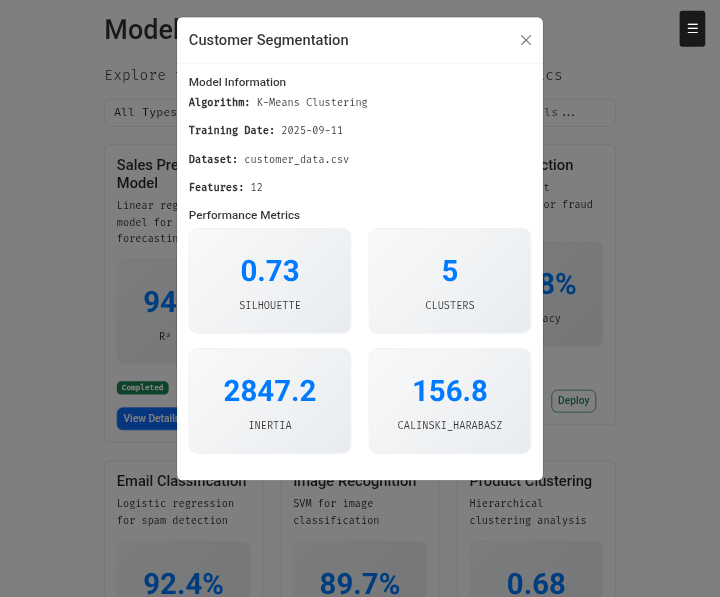 Model
Customer Segmentation
☰
Explore
cs
Model Information
Algorithm: K-Means Clustering
All Types
ls...
Training Date: 2025-09-11
Dataset: customer_data.csv
Features: 12
Sales Pre
Model
ction
Linear reg
model for
or fraud
forecastin
Performance Metrics
0.73
SILHOUETTE
5
CLUSTERS
94
R²
8%
acy
2847.2
INERTIA
156.8
CALINSKI_HARABASZ
Completed
View Details
Deploy
Email Classification
Logistic regression
for spam detection
92.4%
Image Recognition
SVM for image
classification
89.7%
Product Clustering
Hierarchical
clustering analysis
0.68